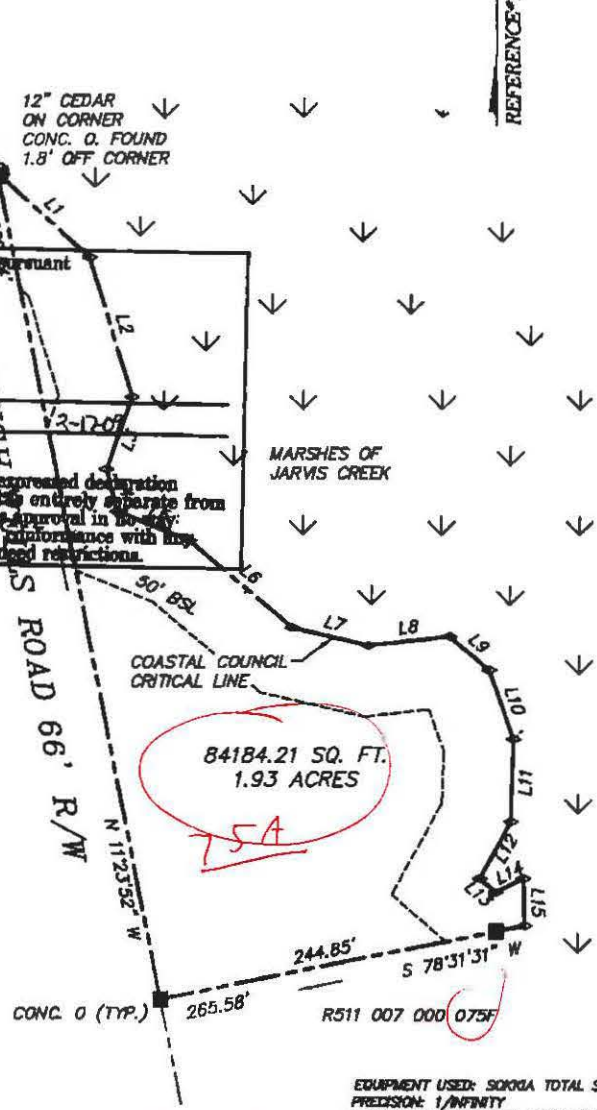 REFERENCE
12" CEDAR
ON CORNER
CONC. O. FOUND
1.8' OFF CORNER
L1
pursuant
L2
2-17-09
MARSHES OF
JARVIS CREEK
expressed declaration
entirely separate from
approval in no way
conformance with any
deed restrictions.
L6
50' BSL
L7
L8
L9
COASTAL COUNCIL
CRITICAL LINE
L10
S ROAD 66' R/W
84184.21 SQ. FT.
1.93 ACRES
75A
L11
L12
L13
L14
L15
N 11°23'52" W
244.85'
S 78°31'31" W
265.58'
CONC. O (TYP.)
R511 007 000 075F
EQUIPMENT USED: SOKKIA TOTAL S
PRECISION: 1/INFINITY